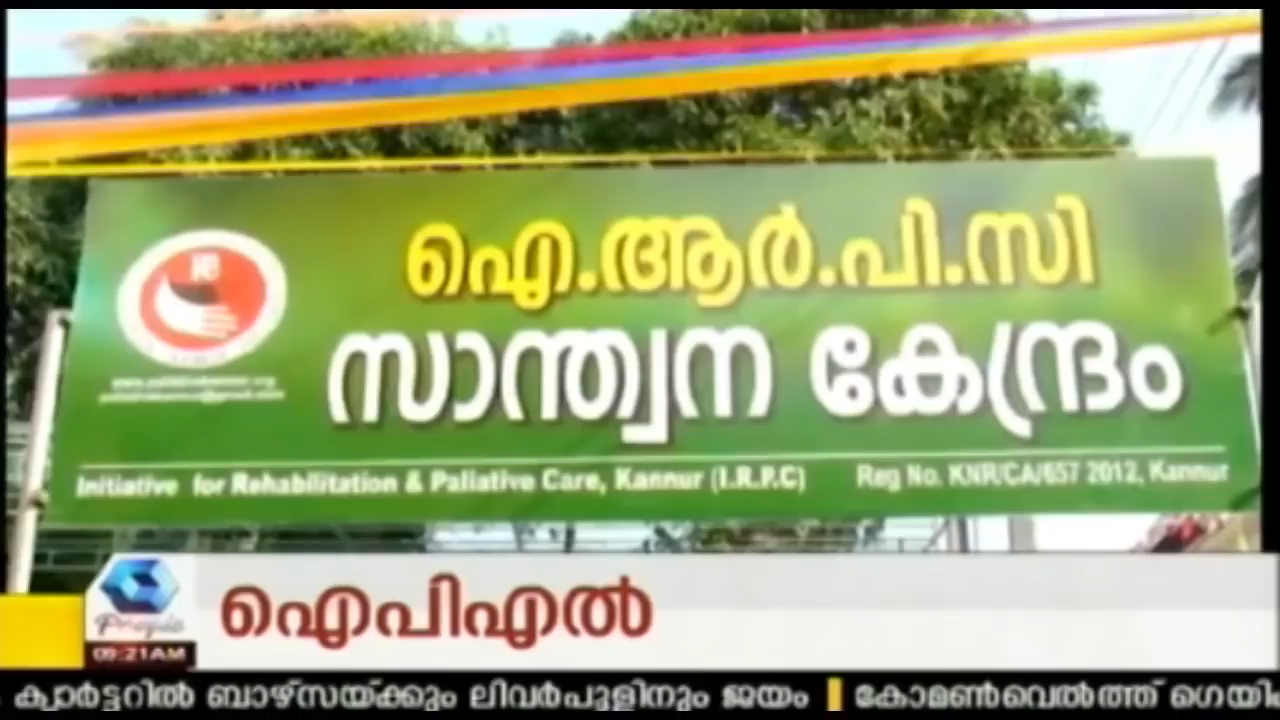 ഐ.ആർ.പി.സി
സാന്ത്വന കേന്ദ്രം
Initiative for Rehabilitation & Paliative Care, Kannur (I.R.P.C) Reg No. KNR/CA/657 2012, Kannur
People
ഐപിഎൽ
09:21AM
ക്വാർട്ടറിൽ ബാഴ്സയ്ക്കും ലിവർപൂളിനും ജയം കോമൺവെൽത്ത് ഗെയിം